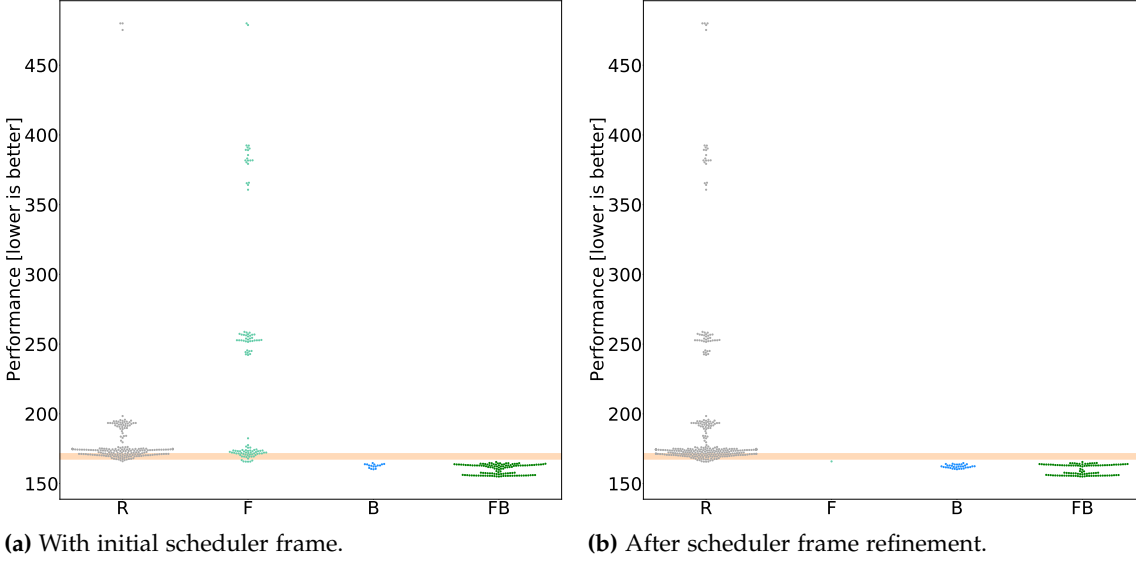 Performance [lower is better]
450
400
350
300
250
200
150
R F B FB
(a) With initial scheduler frame.
Performance [lower is better]
450
400
350
300
250
200
150
R F B FB
(b) After scheduler frame refinement.